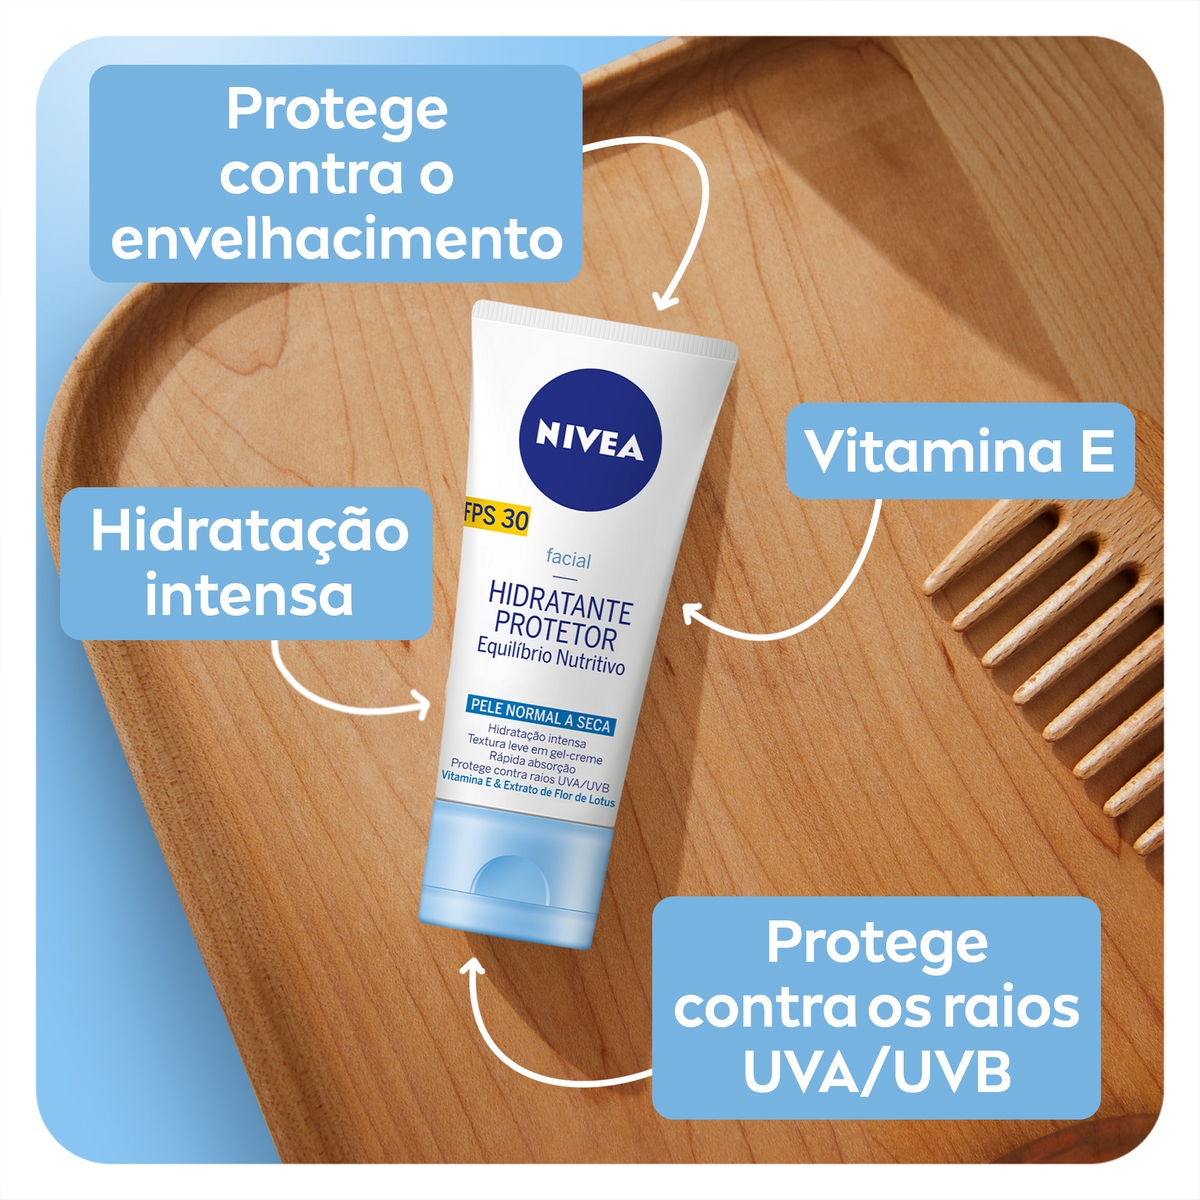 Protege
contra o
envelhacimento
NIVEA
Vitamina E
FPS 30
Hidratação
intensa
facial
HIDRATANTE
PROTETOR
Equilíbrio Nutritivo
PELE NORMAL A SECA
Hidratação intensa
Textura leve em gel-creme
Rápida absorção
Protege contra raios UVA/UVB
Vitamina E & Extrato de Flor de Lotus
Protege
contra os raios
UVA/UVB